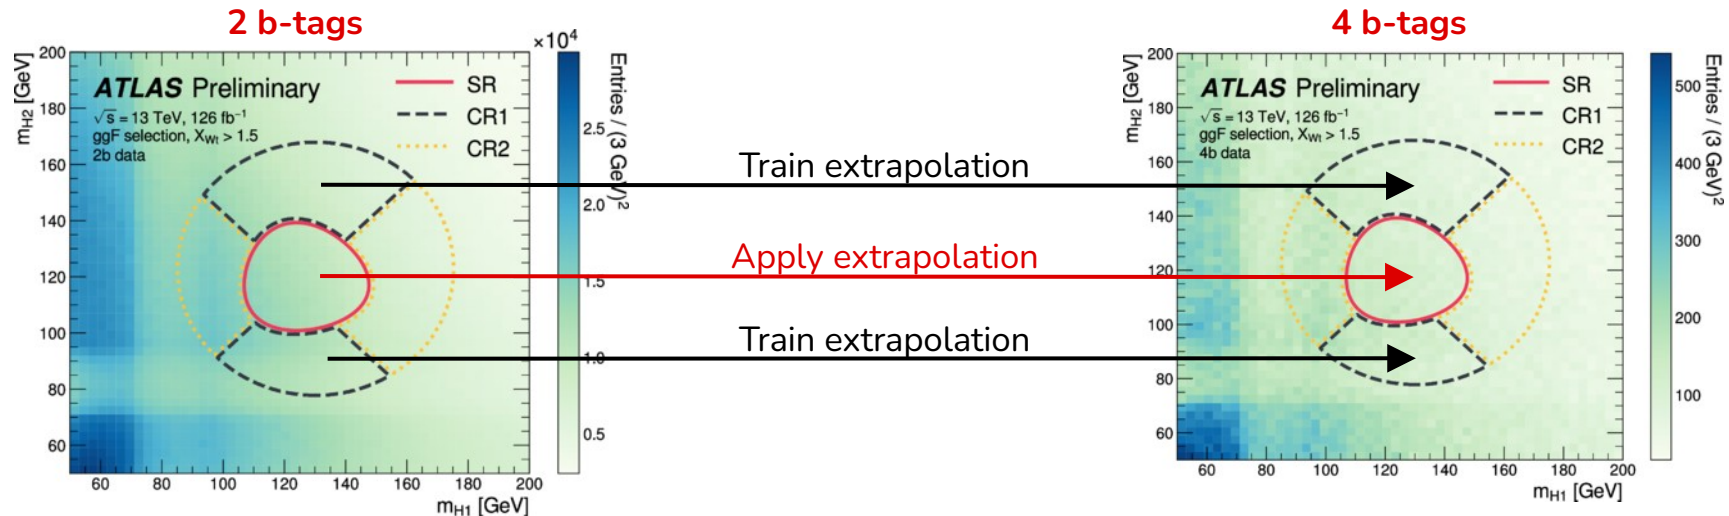 2 b-tags
×10⁴
ATLAS Preliminary
√s = 13 TeV, 126 fb⁻¹
ggF selection, X_Wt > 1.5
2b data
SR
CR1
CR2
m_H2 [GeV]
200
180
160
140
120
100
80
60
60 80 100 120 140 160 180 200
m_H1 [GeV]
2.5
2.0
1.5
1.0
0.5
Entries / (3 GeV)²
Train extrapolation
Apply extrapolation
Train extrapolation
4 b-tags
ATLAS Preliminary
√s = 13 TeV, 126 fb⁻¹
ggF selection, X_Wt > 1.5
4b data
SR
CR1
CR2
m_H2 [GeV]
200
180
160
140
120
100
80
60
60 80 100 120 140 160 180 200
m_H1 [GeV]
500
400
300
200
100
Entries / (3 GeV)²